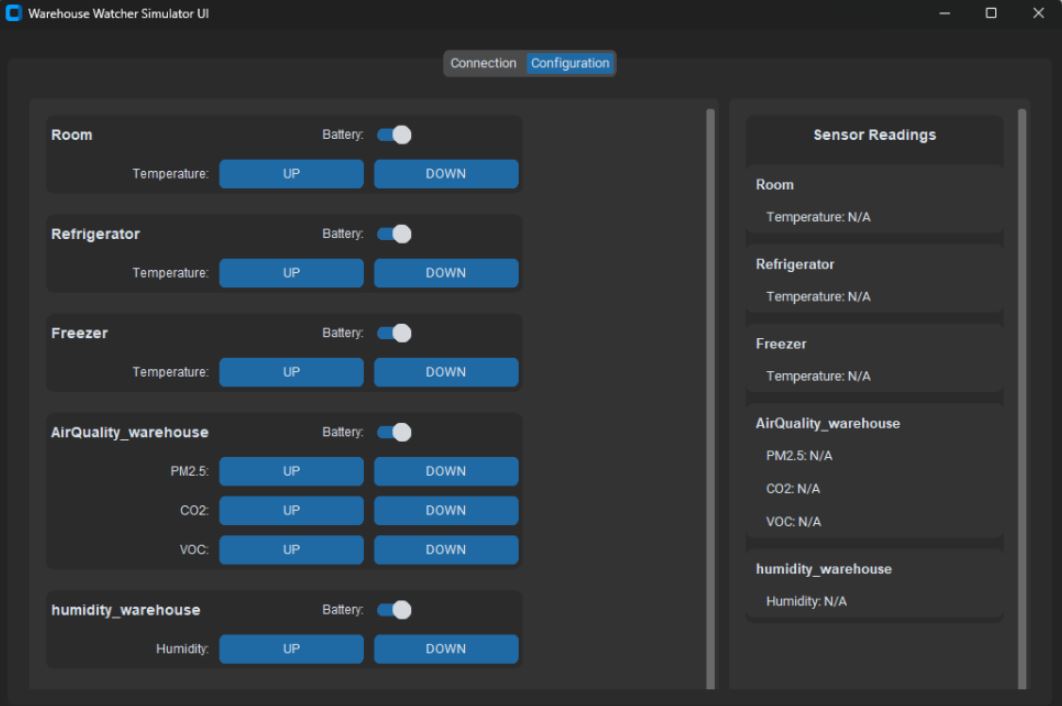 Warehouse Watcher Simulator UI
Connection Configuration
Room Battery:
Temperature: UP DOWN
Refrigerator Battery:
Temperature: UP DOWN
Freezer Battery:
Temperature: UP DOWN
AirQuality_warehouse Battery:
PM2.5: UP DOWN
CO2: UP DOWN
VOC: UP DOWN
humidity_warehouse Battery:
Humidity: UP DOWN
Sensor Readings
Room
Temperature: N/A
Refrigerator
Temperature: N/A
Freezer
Temperature: N/A
AirQuality_warehouse
PM2.5: N/A
CO2: N/A
VOC: N/A
humidity_warehouse
Humidity: N/A